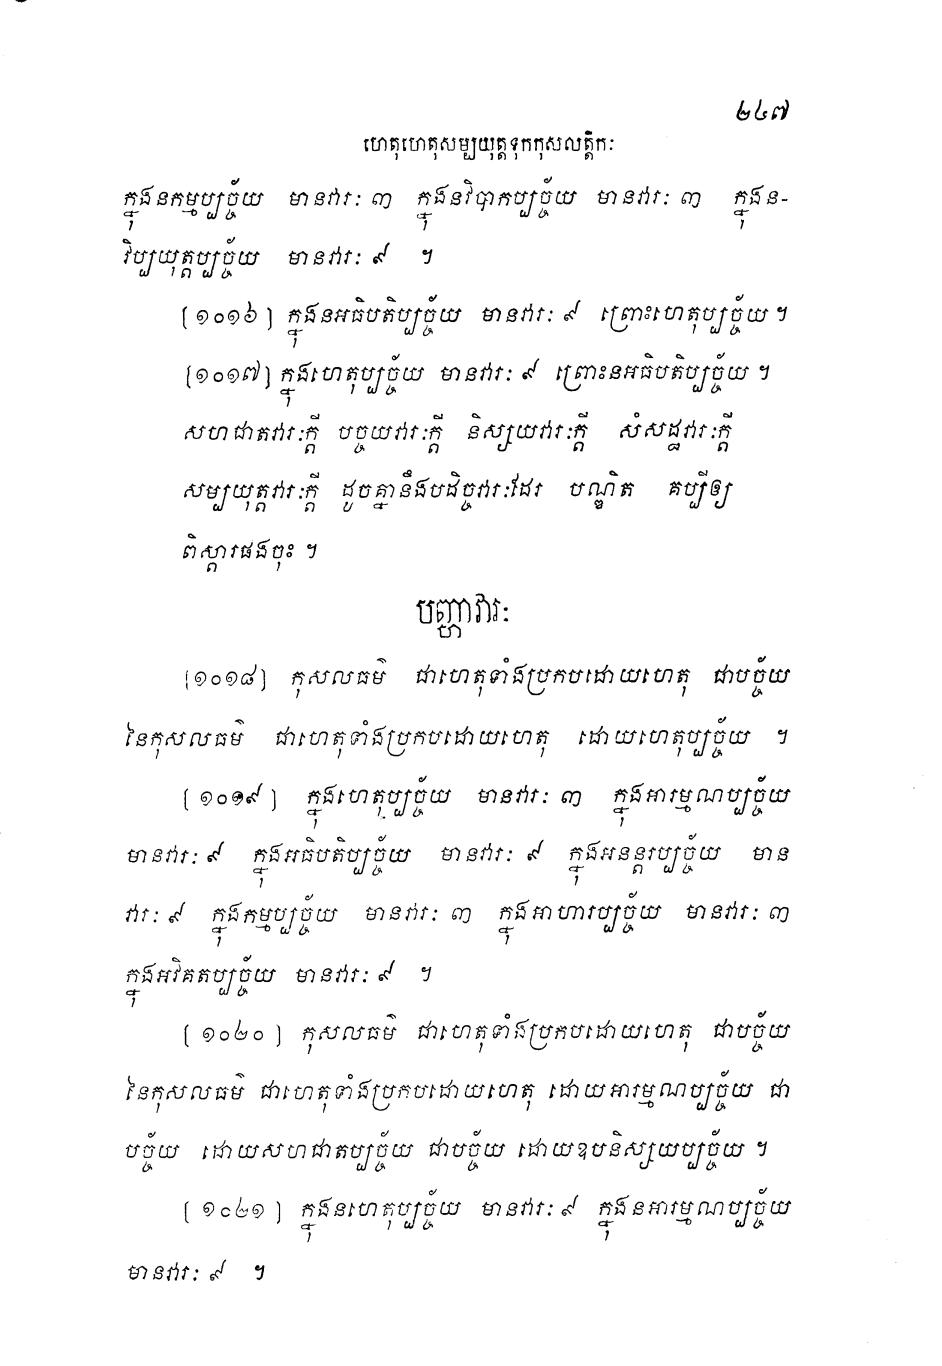 ២៤៧
ហេតុហេតុសម្បយុត្តទុកកុសលត្តិកៈ
ក្នុងនកម្មប្បច្ច័យ មានវារៈ ៣ ក្នុងនវិបាកប្បច្ច័យ មានវារៈ ៣ ក្នុងន-
វិប្បយុត្តប្បច្ច័យ មានវារៈ ៩ ។
[១០១៦] ក្នុងនអធិបតិប្បច្ច័យ មានវារៈ ៩ ព្រោះហេតុប្បច្ច័យ ។
[១០១៧] ក្នុងហេតុប្បច្ច័យ មានវារៈ ៩ ព្រោះនអធិបតិប្បច្ច័យ ។
សហជាតវារៈក្តី បច្ចយវារៈក្តី និស្សយវារៈក្តី សំសដ្ឋវារៈក្តី
សម្បយុត្តវារៈក្តី ដូចគ្នានឹងបដិច្ចវារៈដែរ បណ្ឌិត គប្បីឲ្យ
ពិស្តារផងចុះ ។
បញ្ហាវារៈ
[១០១៨] កុសលធម៌ ជាហេតុទាំងប្រកបដោយហេតុ ជាបច្ច័យ
នៃកុសលធម៌ ជាហេតុទាំងប្រកបដោយហេតុ ដោយហេតុប្បច្ច័យ ។
[១០១៩] ក្នុងហេតុប្បច្ច័យ មានវារៈ ៣ ក្នុងអារម្មណប្បច្ច័យ
មានវារៈ ៩ ក្នុងអធិបតិប្បច្ច័យ មានវារៈ ៩ ក្នុងអនន្តរប្បច្ច័យ មាន
វារៈ ៩ ក្នុងកម្មប្បច្ច័យ មានវារៈ ៣ ក្នុងអាហារប្បច្ច័យ មានវារៈ ៣
ក្នុងអវិគតប្បច្ច័យ មានវារៈ ៩ ។
[១០២០] កុសលធម៌ ជាហេតុទាំងប្រកបដោយហេតុ ជាបច្ច័យ
នៃកុសលធម៌ ជាហេតុទាំងប្រកបដោយហេតុ ដោយអារម្មណប្បច្ច័យ ជា
បច្ច័យ ដោយសហជាតប្បច្ច័យ ជាបច្ច័យ ដោយឧបនិស្សយប្បច្ច័យ ។
[១០២១] ក្នុងនហេតុប្បច្ច័យ មានវារៈ ៩ ក្នុងនអារម្មណប្បច្ច័យ
មានវារៈ ៩ ។